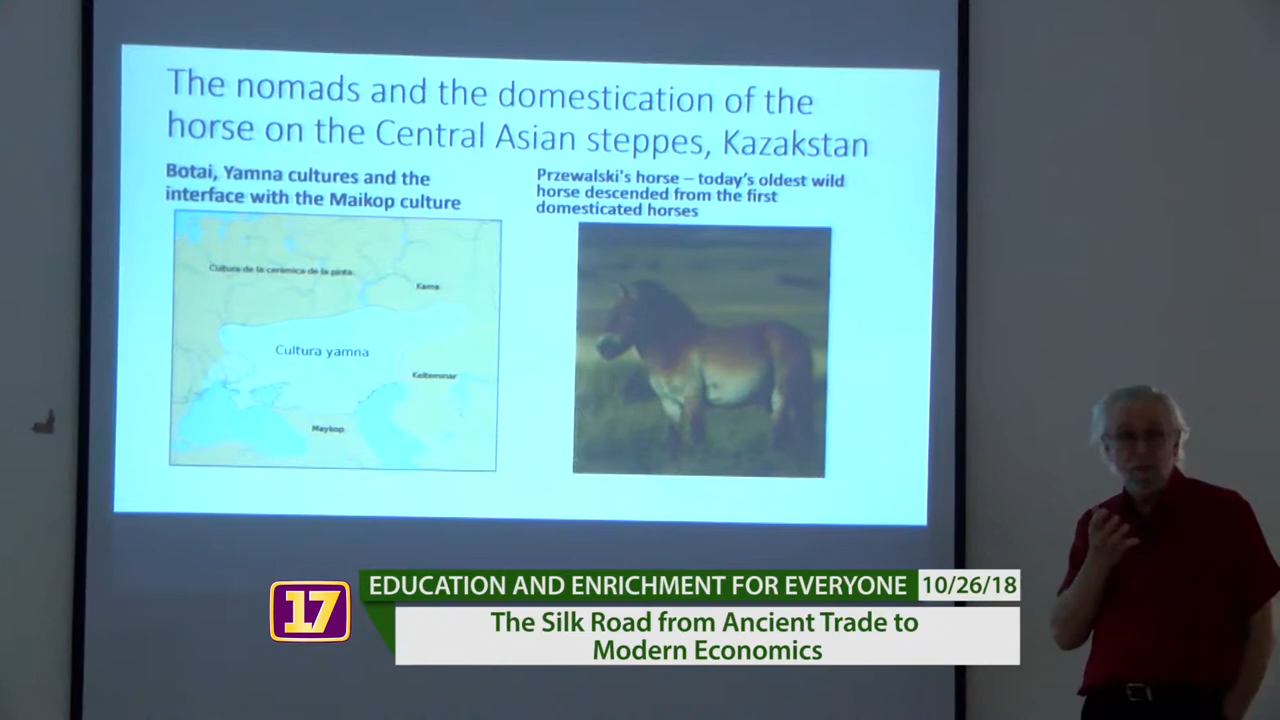 The nomads and the domestication of the
horse on the Central Asian steppes, Kazakstan
Botai, Yamna cultures and the
interface with the Maikop culture
Przewalski's horse – today's oldest wild
horse descended from the first
domesticated horses
Cultura de la cerámica de la pinta
Kama
Cultura yamna
Kelteminar
Maykop
17
EDUCATION AND ENRICHMENT FOR EVERYONE 10/26/18
The Silk Road from Ancient Trade to
Modern Economics